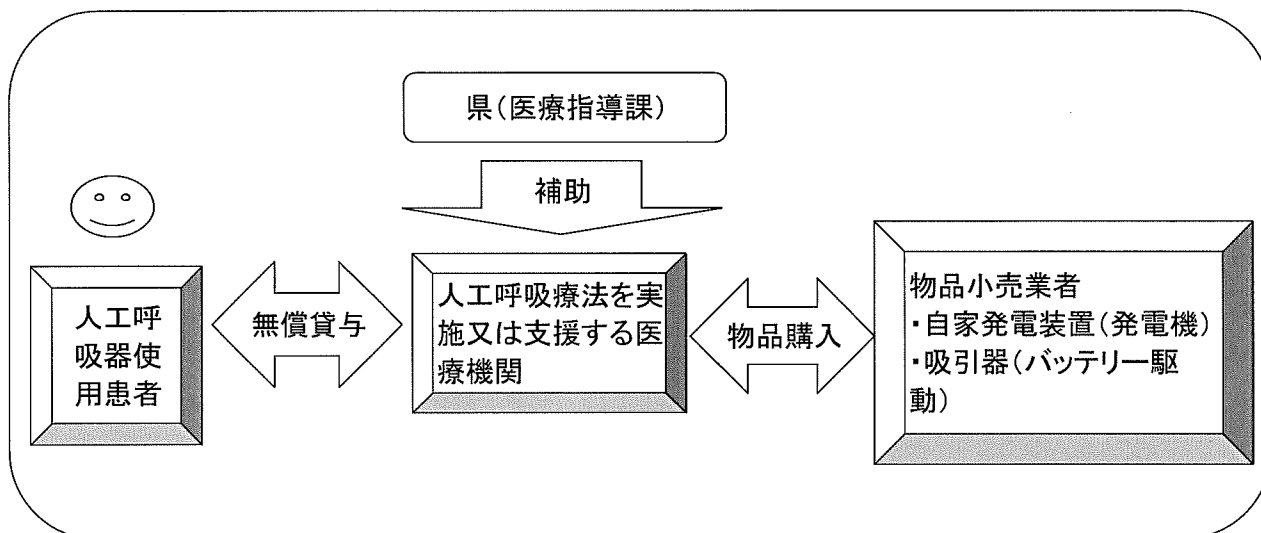 県(医療指導課)
補助
人工呼
吸器使
用患者
無償貸与
人工呼吸療法を実
施又は支援する医
療機関
物品購入
物品小売業者
・自家発電装置(発電機)
・吸引器(バッテリー駆
動)